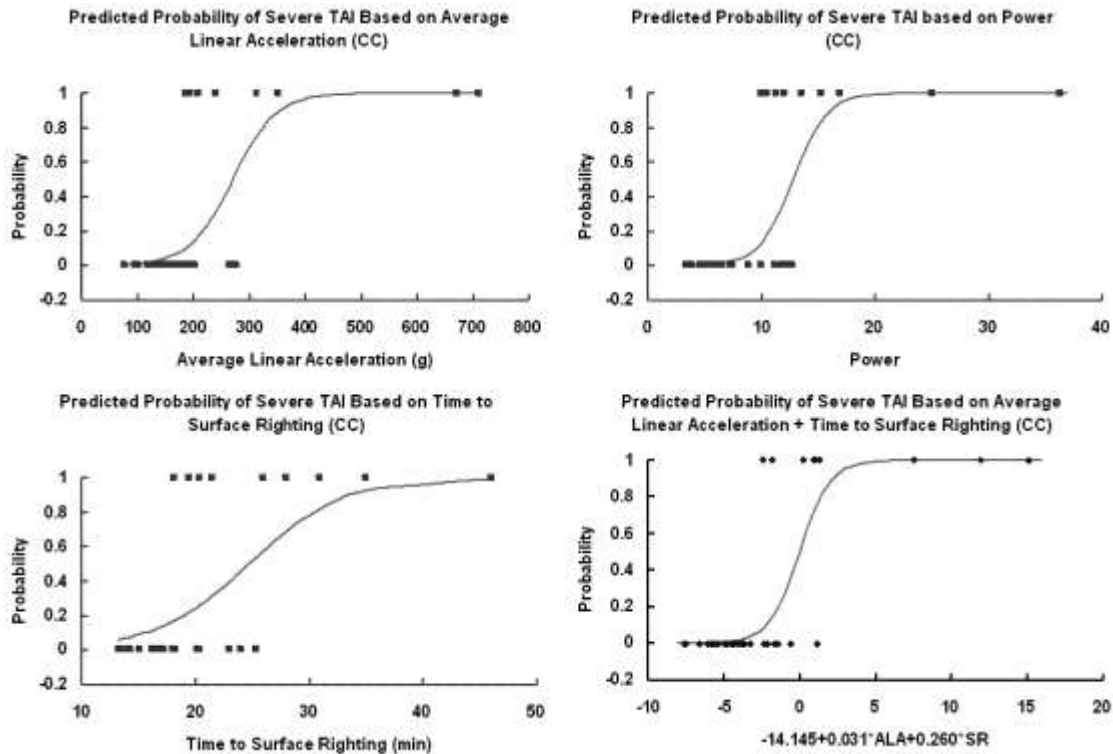 Predicted Probability of Severe TAI Based on Average
Linear Acceleration (CC)
1
0.8
0.6
0.4
0.2
0
-0.2
Probability
0 100 200 300 400 500 600 700 800
Average Linear Acceleration (g)
Predicted Probability of Severe TAI based on Power
(CC)
1
0.8
0.6
0.4
0.2
0
-0.2
Probability
0 10 20 30 40
Power
Predicted Probability of Severe TAI Based on Time to
Surface Righting (CC)
1
0.8
0.6
0.4
0.2
0
-0.2
Probability
10 20 30 40 50
Time to Surface Righting (min)
Predicted Probability of Severe TAI Based on Average
Linear Acceleration + Time to Surface Righting (CC)
1
0.8
0.6
0.4
0.2
0
-0.2
Probability
-10 -5 0 5 10 15 20
-14.145+0.031*ALA+0.260*SR